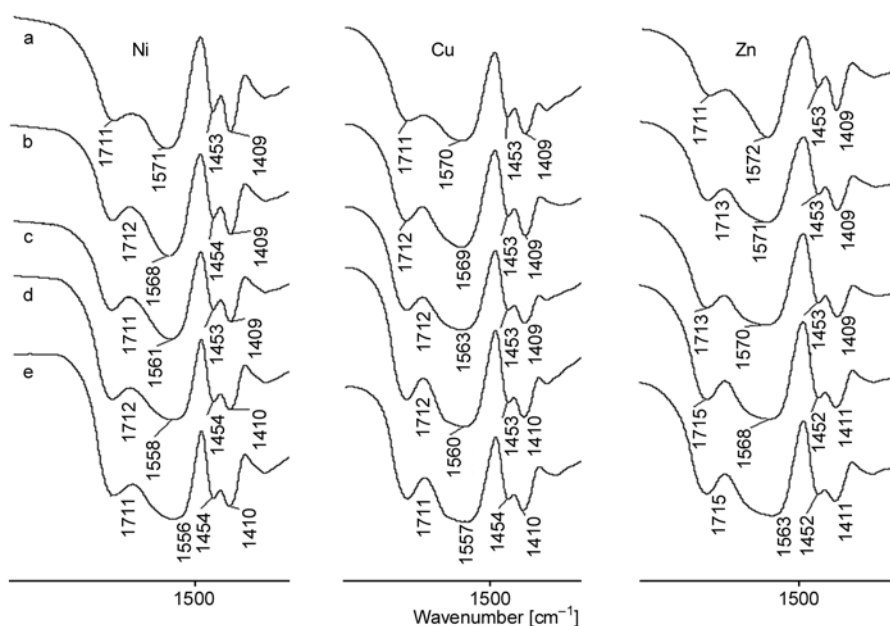 Ni Cu Zn
a
1711 1571 1453 1409
1711 1570 1453 1409
1711 1572 1453 1409
b
1712 1568 1454 1409
1712 1569 1453 1409
1713 1571 1453 1409
c
1711 1561 1453 1409
1712 1563 1453 1409
1713 1570 1453 1409
d
1712 1558 1454 1410
1712 1560 1453 1410
1715 1568 1452 1411
e
1711 1556 1454 1410
1711 1557 1454 1410
1715 1563 1452 1411
1500 1500 1500
Wavenumber [cm⁻¹]